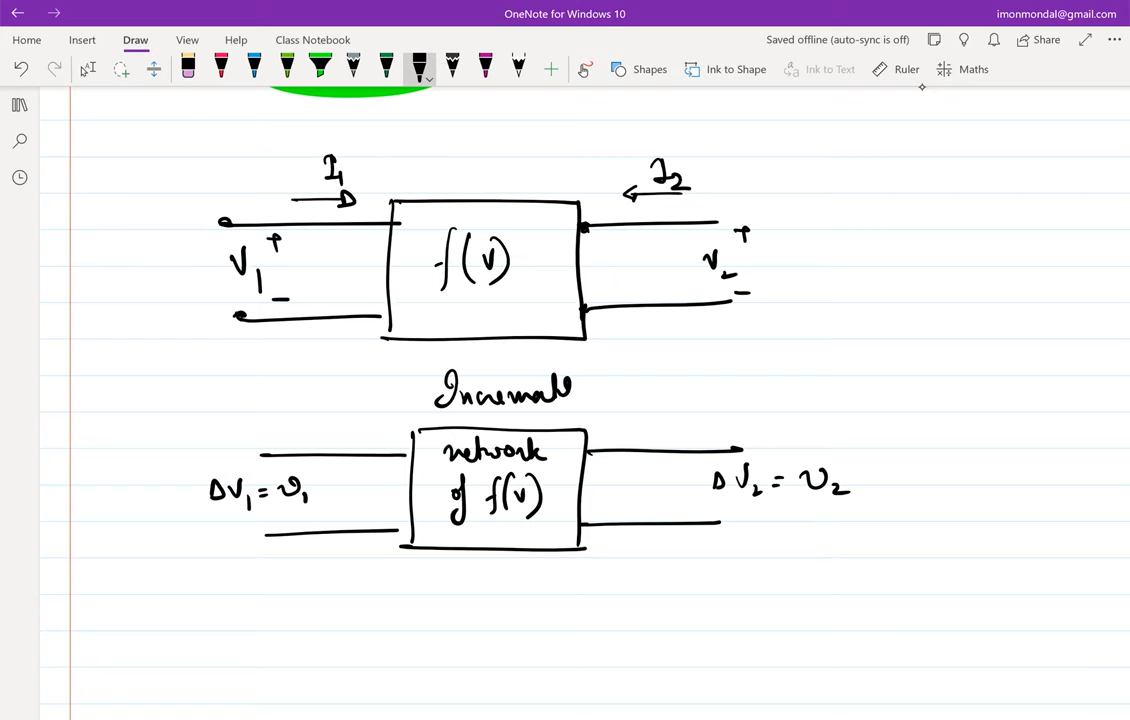 OneNote for Windows 10
imonmondal@gmail.com
Home Insert Draw View Help Class Notebook
Saved offline (auto-sync is off) Share
Shapes Ink to Shape Ink to Text Ruler Maths
I1 I2
V1 + - f(v) V2 + -
network
ΔV1 = v1 of f(v) ΔV2 = v2